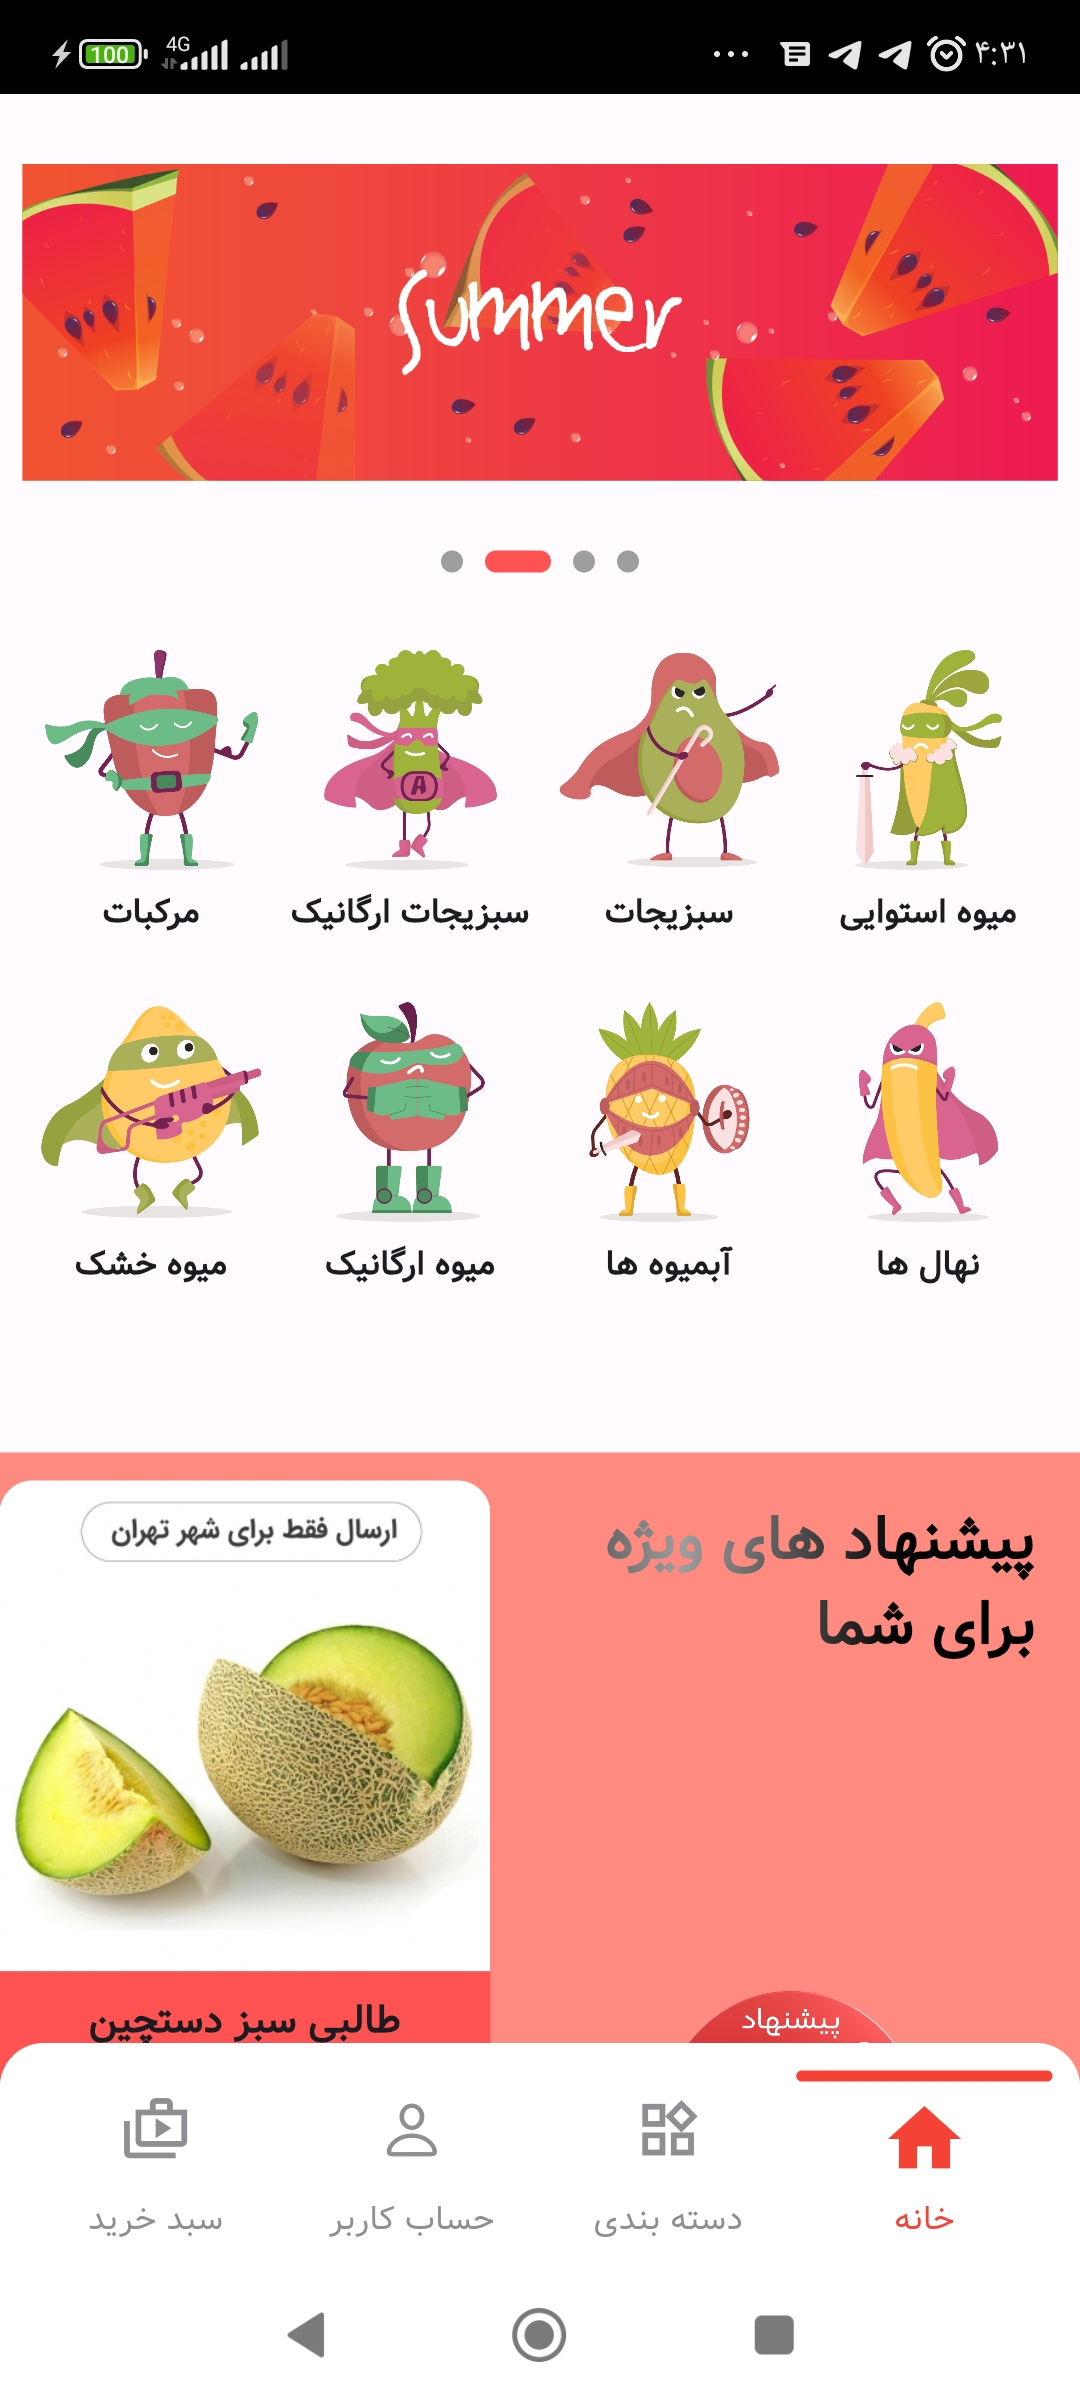 100 4G ۴:۳۱
summer
میوه استوایی سبزیجات سبزیجات ارگانیک مرکبات
A
نهال ها آبمیوه ها میوه ارگانیک میوه خشک
پیشنهاد های ویژه
برای شما
ارسال فقط برای شهر تهران
طالبی سبز دستچین
پیشنهاد
خانه دسته بندی حساب کاربر سبد خرید